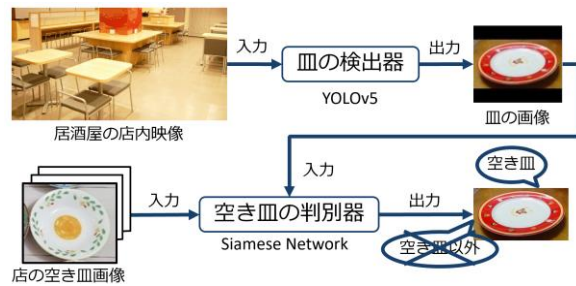 入力
皿の検出器
出力
YOLOv5
居酒屋の店内映像
皿の画像
入力
空き皿
入力
空き皿の判別器
出力
Siamese Network
空き皿以外
店の空き皿画像